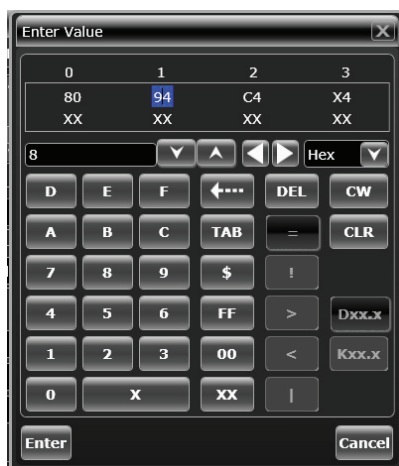 Enter Value X
0 1 2 3
80 94 C4 X4
XX XX XX XX
8 Hex
D E F DEL CW
A B C TAB = CLR
7 8 9 $ !
4 5 6 FF > Dxx.x
1 2 3 00 < Kxx.x
0 X XX |
Enter Cancel